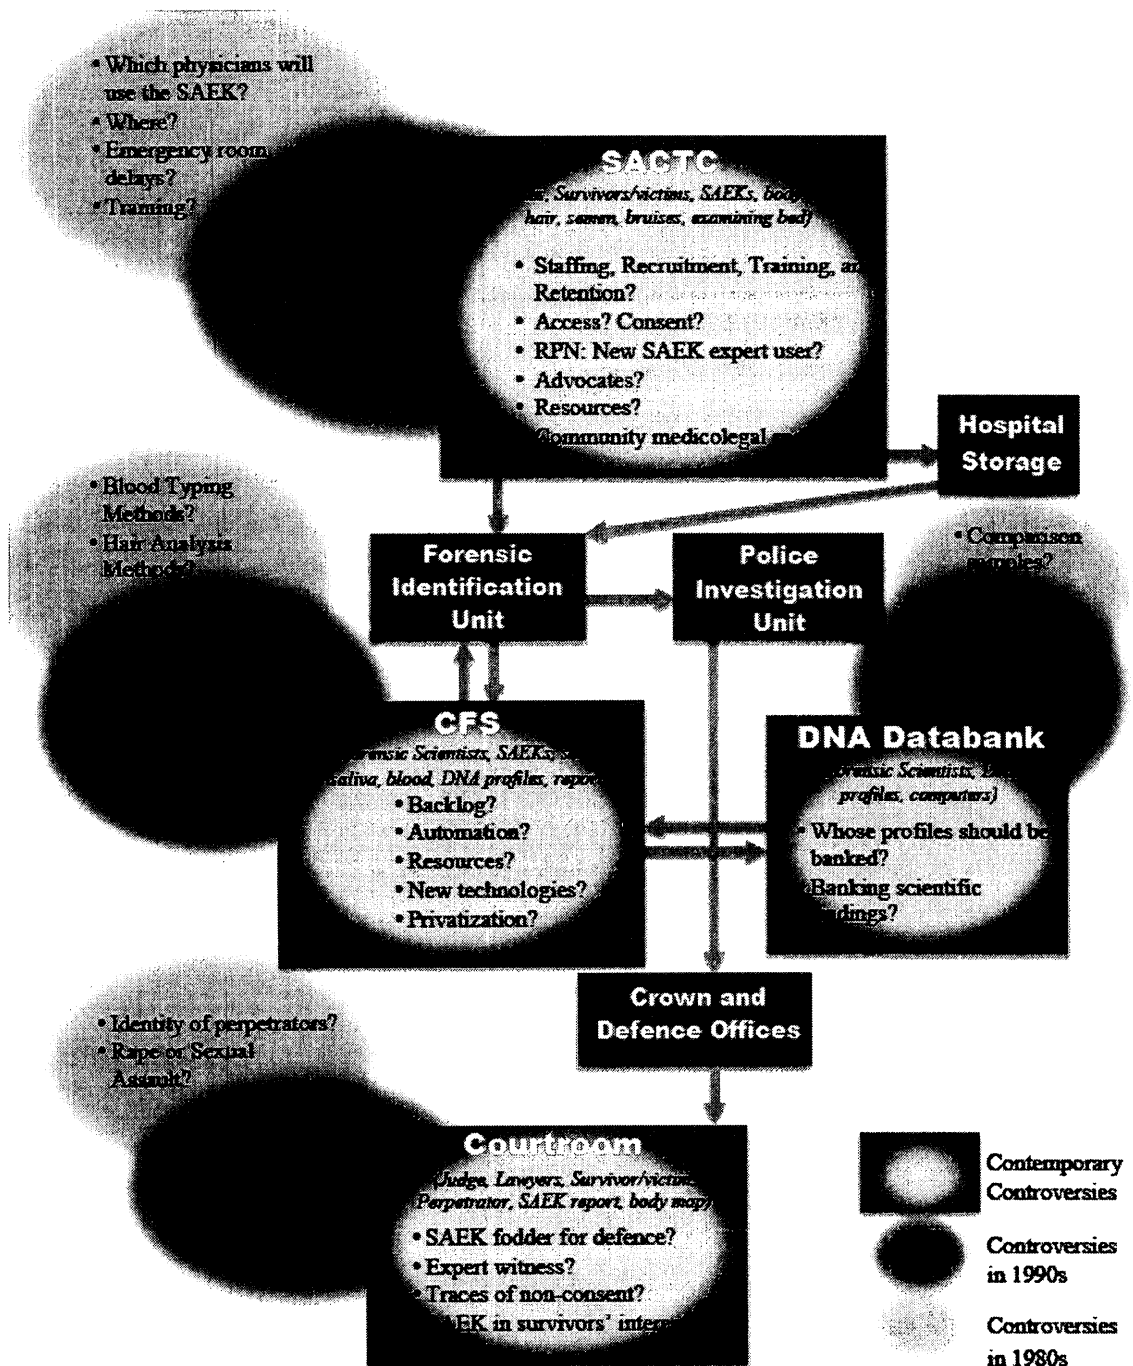 • Which physicians will
use the SAEK?
• Where?
• Emergency room
delays?
• Training?
SACTC
Survivors/victims, SAEKs,
hair, semen, bruises, examining bed)
• Staffing, Recruitment, Training,
Retention?
• Access? Consent?
• RPN: New SAEK expert user?
• Advocates?
• Resources?
Community medicolegal
Hospital
Storage
• Blood Typing
Methods?
• Hair Analysis
Methods?
• Comparison
samples?
Forensic
Identification
Unit
Police
Investigation
Unit
CFS
Scientists, SAEKs,
saliva, blood, DNA profiles,
• Backlog?
• Automation?
• Resources?
• New technologies?
• Privatization?
DNA Databank
Scientists,
profiles, computers)
• Whose profiles should be
banked?
Banking scientific
Crown and
Defence Offices
• Identity of perpetrators?
• Rape or Sexual
Assault?
Courtroom
(Judge, Lawyers,
Perpetrator, SAEK report, body map)
• SAEK fodder for defence?
• Expert witness?
• Traces of non-consent?
in survivors'
Contemporary
Controversies
Controversies
in 1990s
Controversies
in 1980s